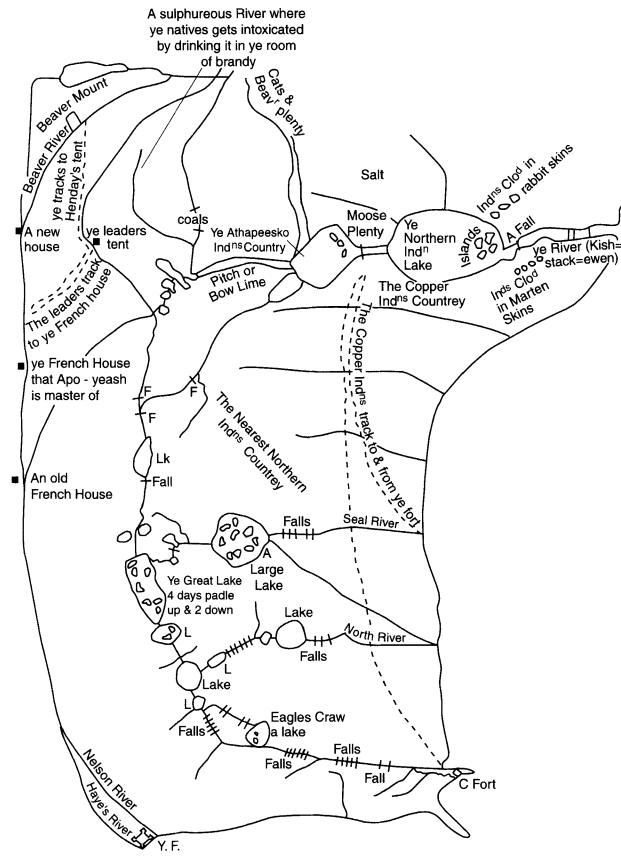 A sulphureous River where
ye natives gets intoxicated
by drinking it in ye room
of brandy
Cats &
Beavr plenty
Beaver Mount
Beaver River
ye tracks to
Henday's tent
Salt
Indns Clod in
rabbit skins
coals
Moose
Plenty
A new
house
ye leaders
tent
Ye Athapeesko
Indns Country
Ye
Northern
Indn
Lake
Islands
A Fall
ye River (Kish=
stack=ewen)
Inds Clod
in Marten
Skins
Pitch or
Bow Lime
The Copper
Indns Countrey
The leaders track
to ye French house
ye French House
that Apo - yeash
is master of
F
F
F
The Copper Indns track to & from ye fort
The Nearest Northern
Indns Countrey
Lk
Fall
An old
French House
Falls
Seal River
A
Large
Lake
Ye Great Lake
4 days padle
up & 2 down
L
Lake
North River
Falls
L
Lake
L
Falls
Eagles Craw
a lake
Falls
Falls
Fall
C Fort
Nelson River
Haye's River
Y. F.